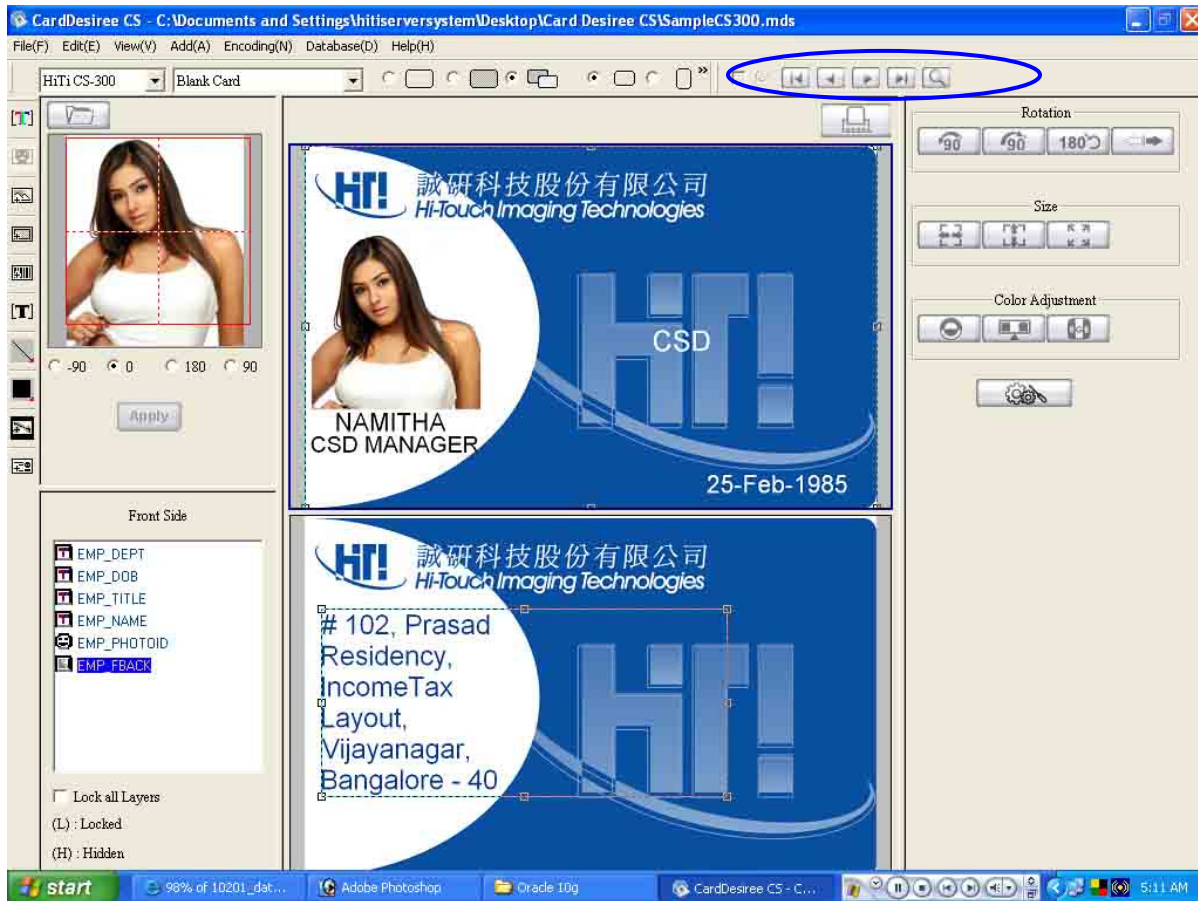 CardDesiree CS - C:\Documents and Settings\hitiserversystem\Desktop\Card Desiree CS\SampleCS300.mds
File(F) Edit(E) View(V) Add(A) Encoding(N) Database(D) Help(H)
HiTi CS-300 Blank Card »
[T]
[T]
-90 0 180 90
Apply
Front Side
EMP_DEPT
EMP_DOB
EMP_TITLE
EMP_NAME
EMP_PHOTOID
EMP_FBACK
Lock all Layers
(L) : Locked
(H) : Hidden
HiTi! 誠研科技股份有限公司
Hi-Touch Imaging Technologies
HiTi!
CSD
NAMITHA
CSD MANAGER
25-Feb-1985
HiTi! 誠研科技股份有限公司
Hi-Touch Imaging Technologies
HiTi!
# 102, Prasad
Residency,
IncomeTax
Layout,
Vijayanagar,
Bangalore - 40
Rotation
90 90 180
Size
Color Adjustment
start 98% of 10201_dat... Adobe Photoshop Oracle 10g CardDesiree CS - C... 5:11 AM